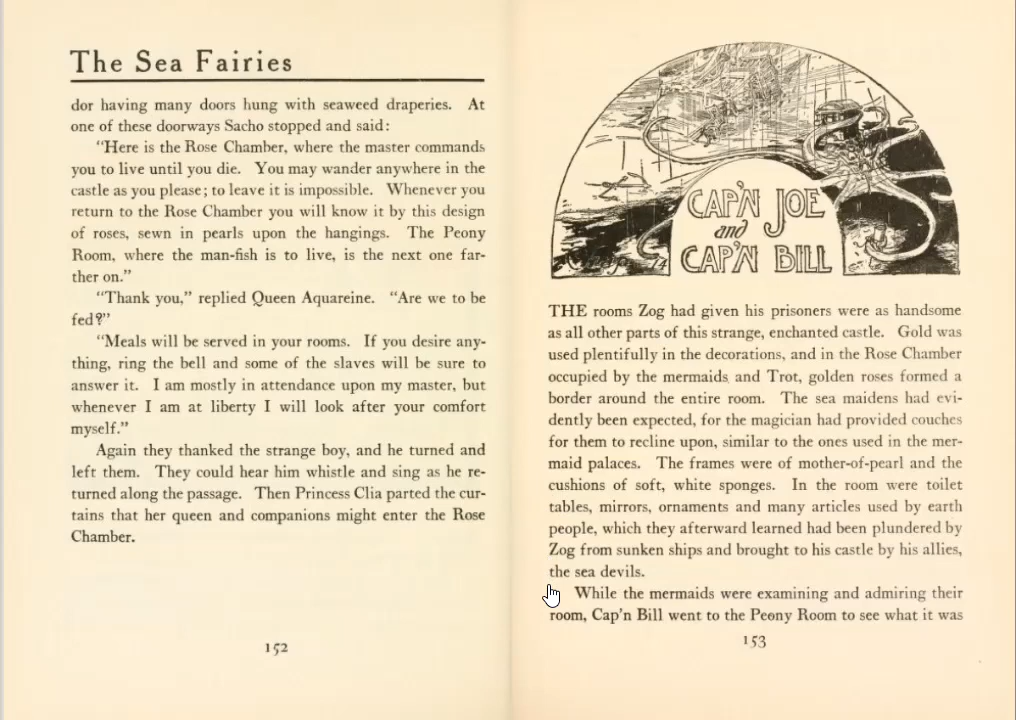 The Sea Fairies
dor having many doors hung with seaweed draperies. At
one of these doorways Sacho stopped and said:
“Here is the Rose Chamber, where the master commands
you to live until you die. You may wander anywhere in the
castle as you please; to leave it is impossible. Whenever you
return to the Rose Chamber you will know it by this design
of roses, sewn in pearls upon the hangings. The Peony
Room, where the man-fish is to live, is the next one far-
ther on.”
“Thank you,” replied Queen Aquareine. “Are we to be
fed?”
“Meals will be served in your rooms. If you desire any-
thing, ring the bell and some of the slaves will be sure to
answer it. I am mostly in attendance upon my master, but
whenever I am at liberty I will look after your comfort
myself.”
Again they thanked the strange boy, and he turned and
left them. They could hear him whistle and sing as he re-
turned along the passage. Then Princess Clia parted the cur-
tains that her queen and companions might enter the Rose
Chamber.
152
CAP'N JOE
and
CAP'N BILL
THE rooms Zog had given his prisoners were as handsome
as all other parts of this strange, enchanted castle. Gold was
used plentifully in the decorations, and in the Rose Chamber
occupied by the mermaids and Trot, golden roses formed a
border around the entire room. The sea maidens had evi-
dently been expected, for the magician had provided couches
for them to recline upon, similar to the ones used in the mer-
maid palaces. The frames were of mother-of-pearl and the
cushions of soft, white sponges. In the room were toilet
tables, mirrors, ornaments and many articles used by earth
people, which they afterward learned had been plundered by
Zog from sunken ships and brought to his castle by his allies,
the sea devils.
While the mermaids were examining and admiring their
room, Cap'n Bill went to the Peony Room to see what it was
153